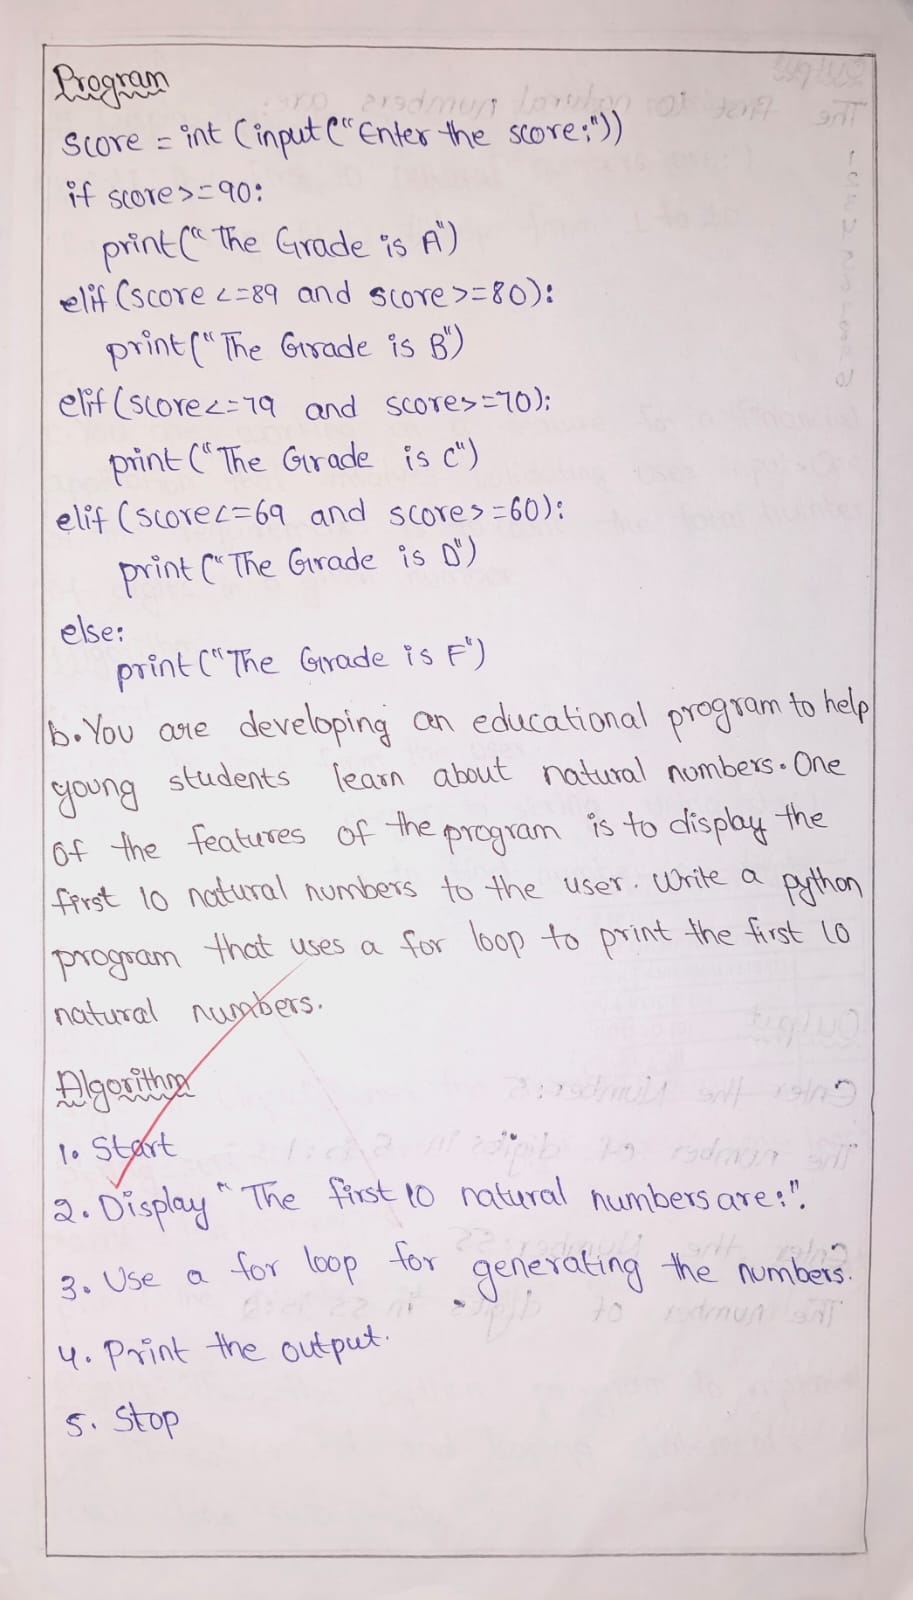 Program
score = int (input ("Enter the score:"))
if score>=90:
print("The Grade is A")
elif (score <=89 and score>=80):
print("The Grade is B")
elif (score<=79 and score>=70):
print ("The Grade is C")
elif (score<=69 and score>=60):
print ("The Grade is D")
else:
print ("The Grade is F")
b. You are developing an educational program to help
young students learn about natural numbers. One
of the features of the program is to display the
first 10 natural numbers to the user. Write a python
program that uses a for loop to print the first 10
natural numbers.
Algorithm
1. Start
2. Display "The first 10 natural numbers are:".
3. Use a for loop for generating the numbers.
4. Print the output.
5. Stop